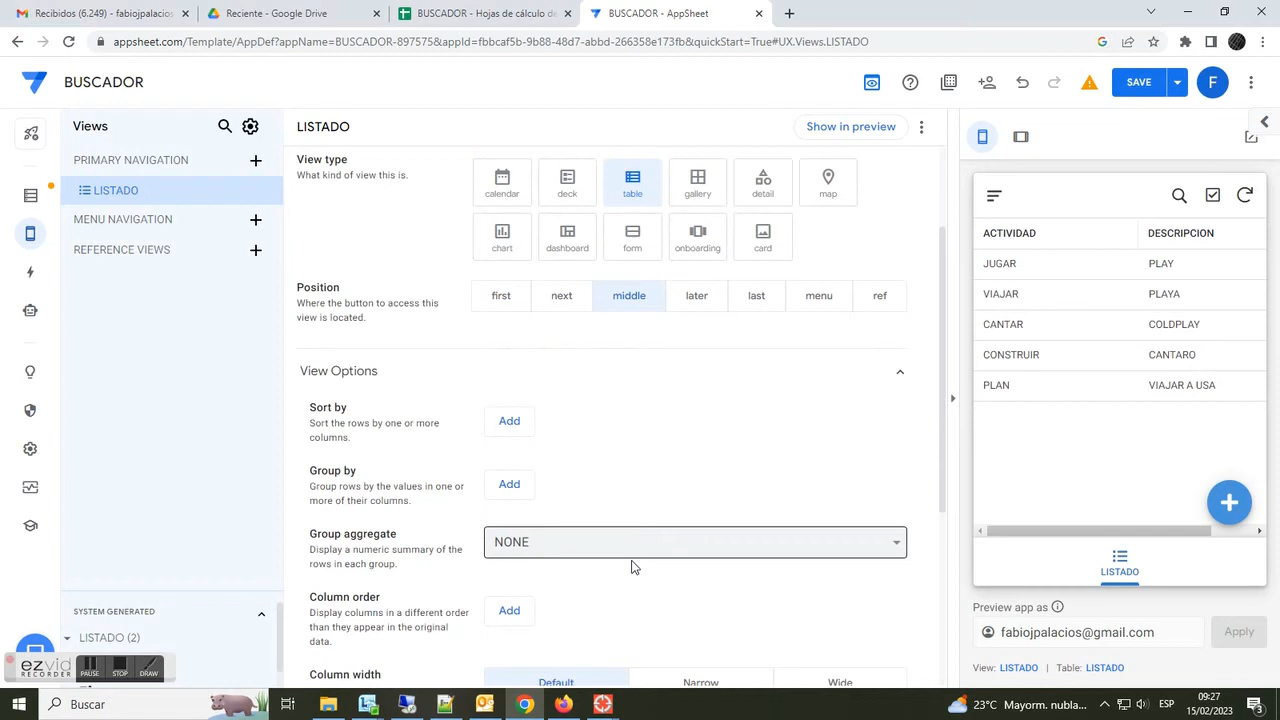 Recibidos (6.249) - fabiojpalacios
Reciente - Google Drive
BUSCADOR - Hojas de cálculo de
BUSCADOR - AppSheet
appsheet.com/Template/AppDef?appName=BUSCADOR-897575&appId=fbbcaf5b-9b88-48d7-abbd-266358e173fb&quickStart=True#UX.Views.LISTADO
BUSCADOR
SAVE
F
Views
LISTADO
Show in preview
PRIMARY NAVIGATION
LISTADO
MENU NAVIGATION
REFERENCE VIEWS
View type
What kind of view this is.
calendar
deck
table
gallery
detail
map
chart
dashboard
form
onboarding
card
Position
Where the button to access this
view is located.
first
next
middle
later
last
menu
ref
View Options
Sort by
Sort the rows by one or more
columns.
Add
Group by
Group rows by the values in one or
more of their columns.
Add
Group aggregate
Display a numeric summary of the
rows in each group.
NONE
Column order
Display columns in a different order
than they appear in the original
data.
Add
Column width
Default
Narrow
Wide
ACTIVIDAD DESCRIPCION
JUGAR PLAY
VIAJAR PLAYA
CANTAR COLDPLAY
CONSTRUIR CANTARO
PLAN VIAJAR A USA
LISTADO
Preview app as
fabiojpalacios@gmail.com
Apply
View: LISTADO | Table: LISTADO
SYSTEM GENERATED
LISTADO (2)
ezvid
RECORDER
PAUSE
STOP
DRAW
Buscar
23°C Mayorm. nubla...
ESP
09:27
15/02/2023
3